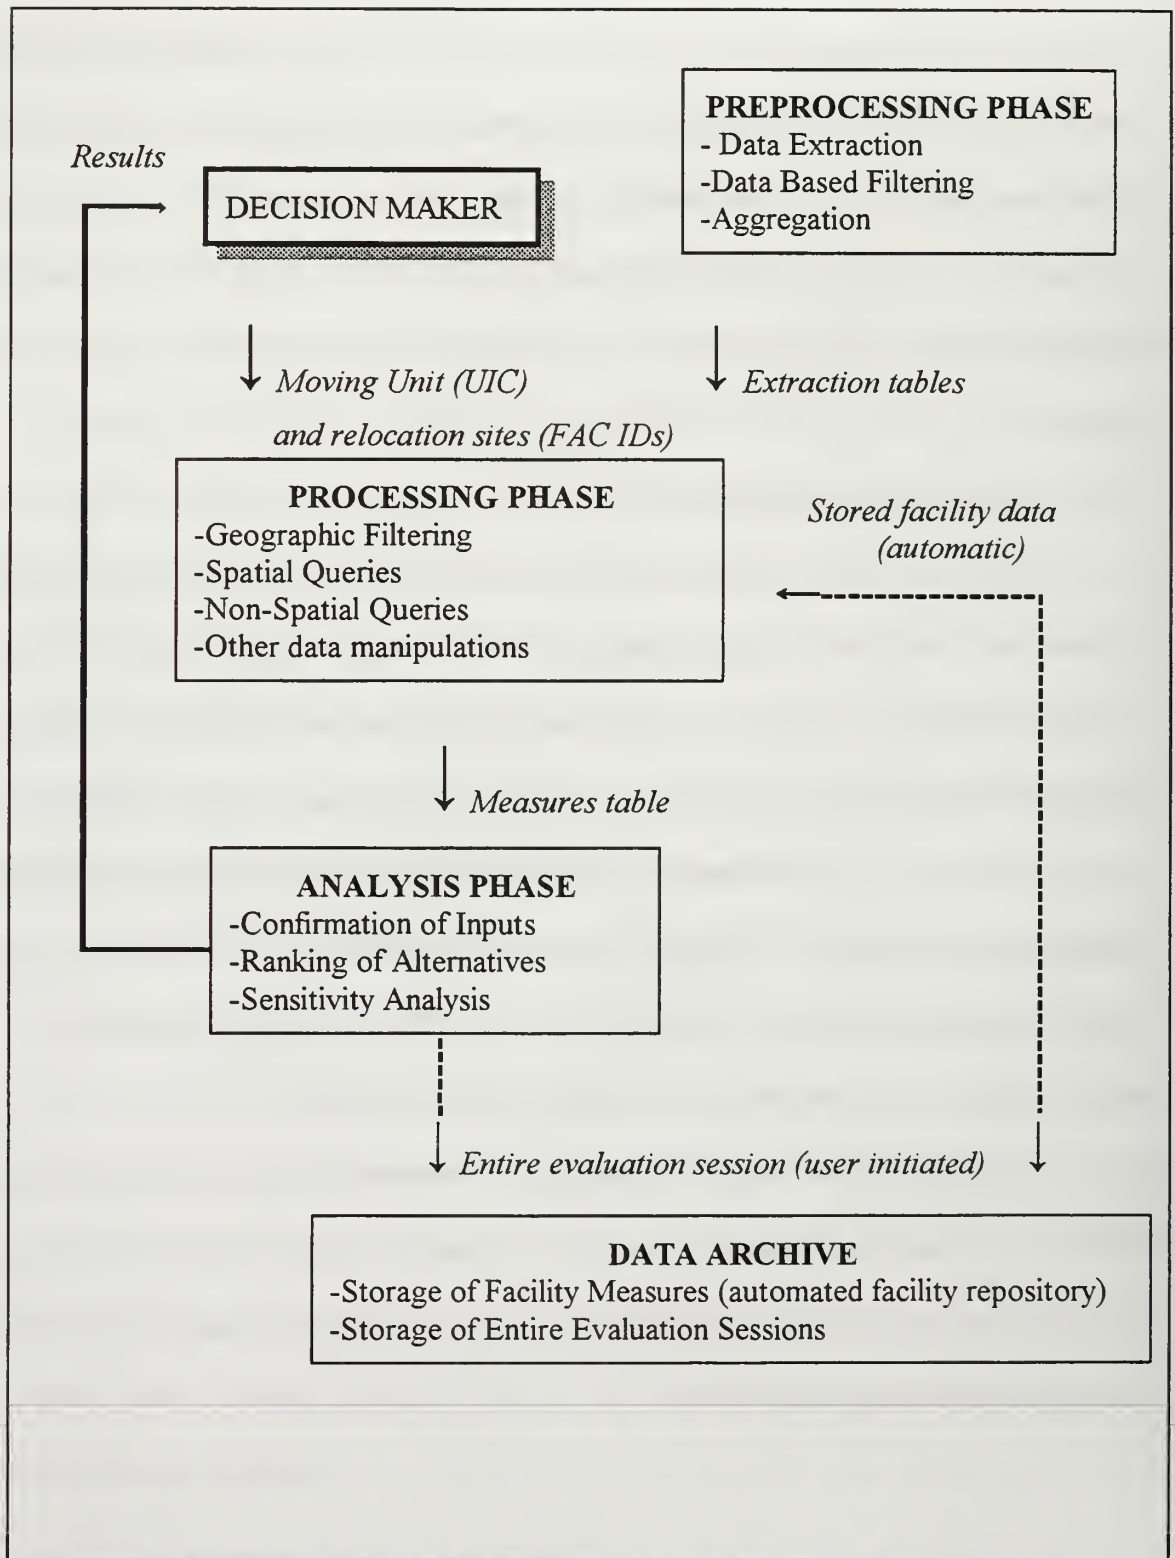 PREPROCESSING PHASE
- Data Extraction
-Data Based Filtering
-Aggregation
Results
DECISION MAKER
Moving Unit (UIC)
and relocation sites (FAC IDs)
Extraction tables
PROCESSING PHASE
-Geographic Filtering
-Spatial Queries
-Non-Spatial Queries
-Other data manipulations
Stored facility data
(automatic)
Measures table
ANALYSIS PHASE
-Confirmation of Inputs
-Ranking of Alternatives
-Sensitivity Analysis
Entire evaluation session (user initiated)
DATA ARCHIVE
-Storage of Facility Measures (automated facility repository)
-Storage of Entire Evaluation Sessions